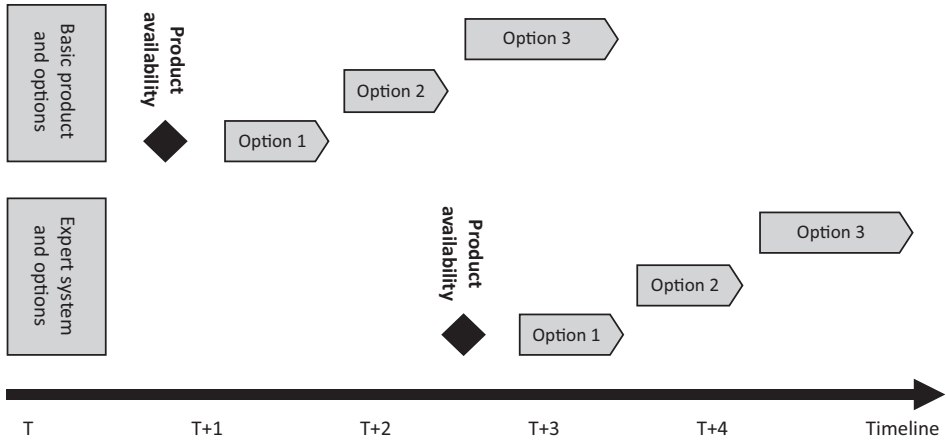 Basic product
and options
Product
availability
Option 1
Option 2
Option 3
Expert system
and options
Product
availability
Option 1
Option 2
Option 3
T
T+1
T+2
T+3
T+4
Timeline